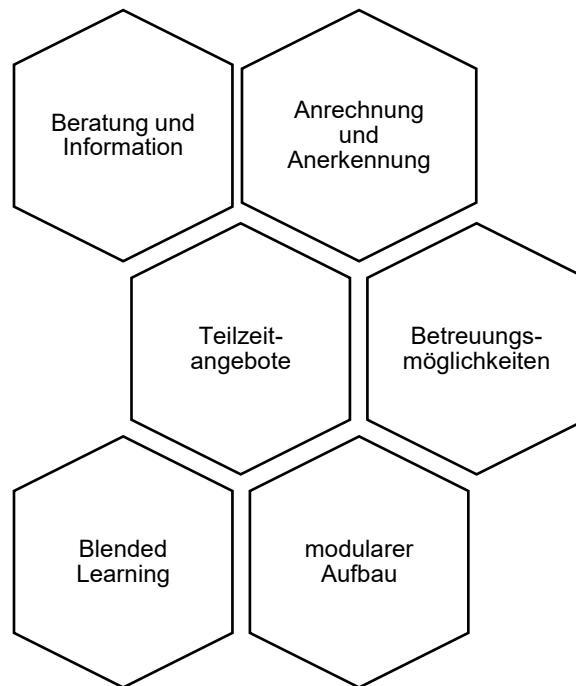 Beratung und
Information
Anrechnung
und
Anerkennung
Teilzeit-
angebote
Betreuungs-
möglichkeiten
Blended
Learning
modularer
Aufbau